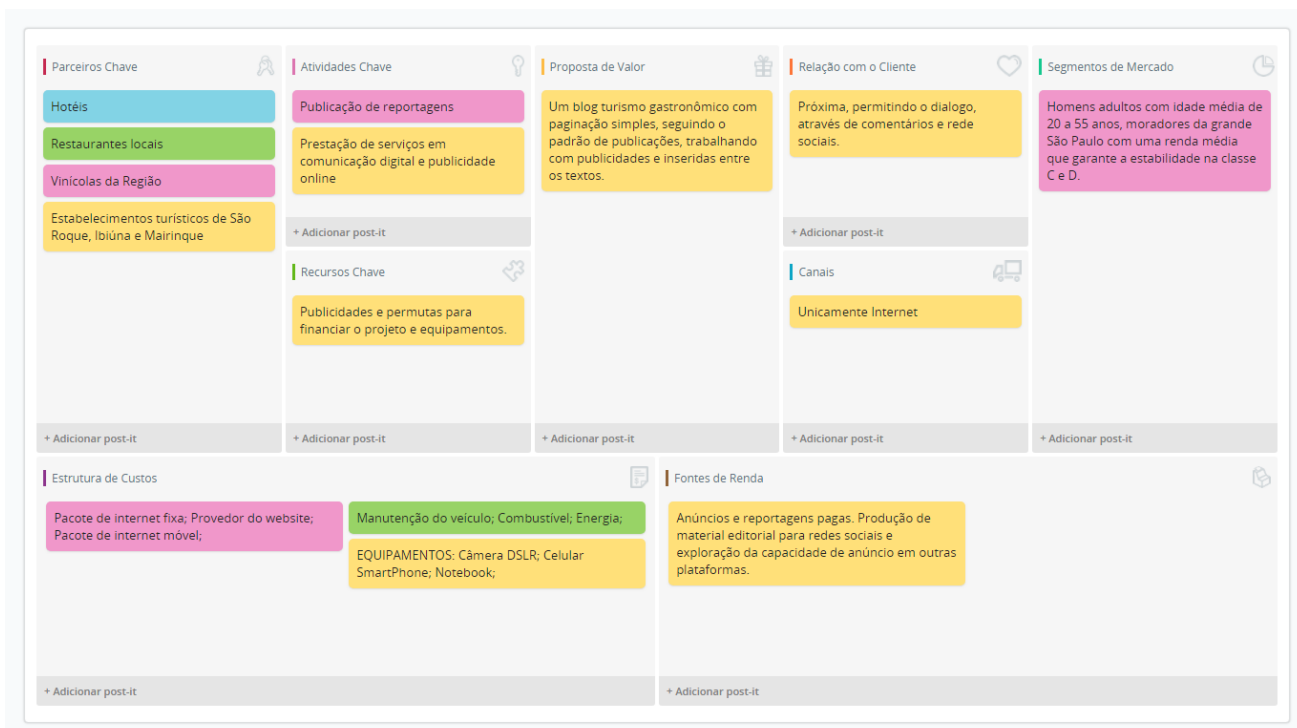 Parceiros Chave
Hotéis
Restaurantes locais
Vinícolas da Região
Estabelecimentos turísticos de São
Roque, Ibiúna e Mairinque
+ Adicionar post-it
Atividades Chave
Publicação de reportagens
Prestação de serviços em
comunicação digital e publicidade
online
+ Adicionar post-it
Recursos Chave
Publicidades e permutas para
financiar o projeto e equipamentos.
+ Adicionar post-it
Proposta de Valor
Um blog turismo gastronômico com
paginação simples, seguindo o
padrão de publicações, trabalhando
com publicidades e inseridas entre
os textos.
+ Adicionar post-it
Relação com o Cliente
Próxima, permitindo o dialogo,
através de comentários e rede
sociais.
+ Adicionar post-it
Canais
Unicamente Internet
+ Adicionar post-it
Segmentos de Mercado
Homens adultos com idade média de
20 a 55 anos, moradores da grande
São Paulo com uma renda média
que garante a estabilidade na classe
C e D.
+ Adicionar post-it
Estrutura de Custos
Pacote de internet fixa; Provedor do website;
Pacote de internet móvel;
Manutenção do veículo; Combustível; Energia;
EQUIPAMENTOS: Câmera DSLR; Celular
SmartPhone; Notebook;
+ Adicionar post-it
Fontes de Renda
Anúncios e reportagens pagas. Produção de
material editorial para redes sociais e
exploração da capacidade de anúncio em outras
plataformas.
+ Adicionar post-it